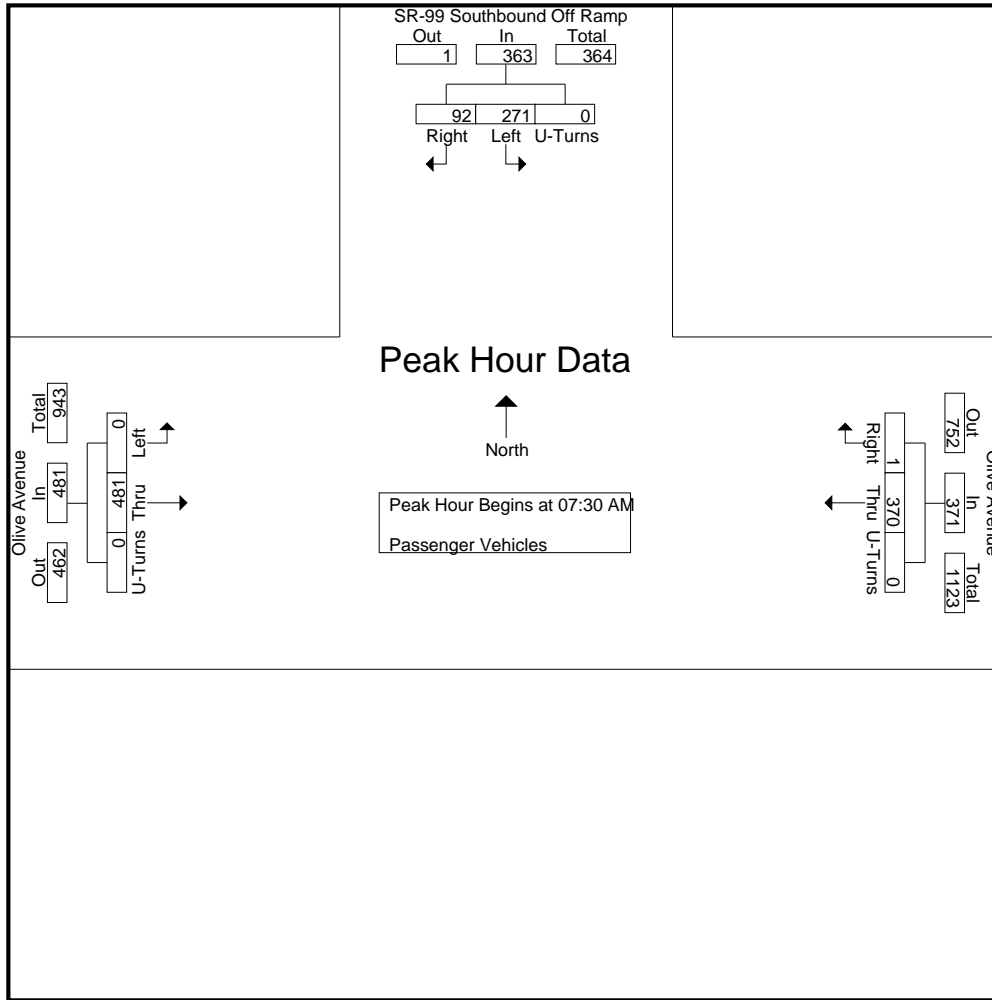 SR-99 Southbound Off Ramp
Out In Total
1 363 364
92 271 0
Right Left U-Turns
Peak Hour Data
North
Peak Hour Begins at 07:30 AM
Passenger Vehicles
Olive Avenue
Out In Total
462 481 943
0 481 0
U-Turns Thru Left
Olive Avenue
Out In Total
752 371 1123
1 370 0
Right Thru U-Turns